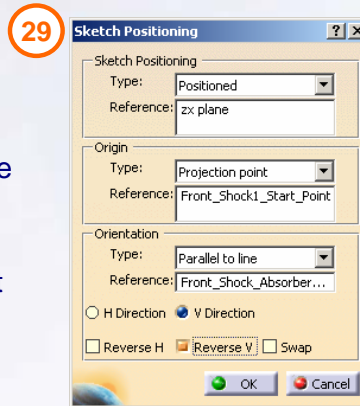 29
Sketch Positioning
Sketch Positioning
Type: Positioned
Reference: zx plane
Origin
Type: Projection point
Reference: Front_Shock1_Start_Point
Orientation
Type: Parallel to line
Reference: Front_Shock_Absorber...
H Direction V Direction
Reverse H Reverse V Swap
OK Cancel